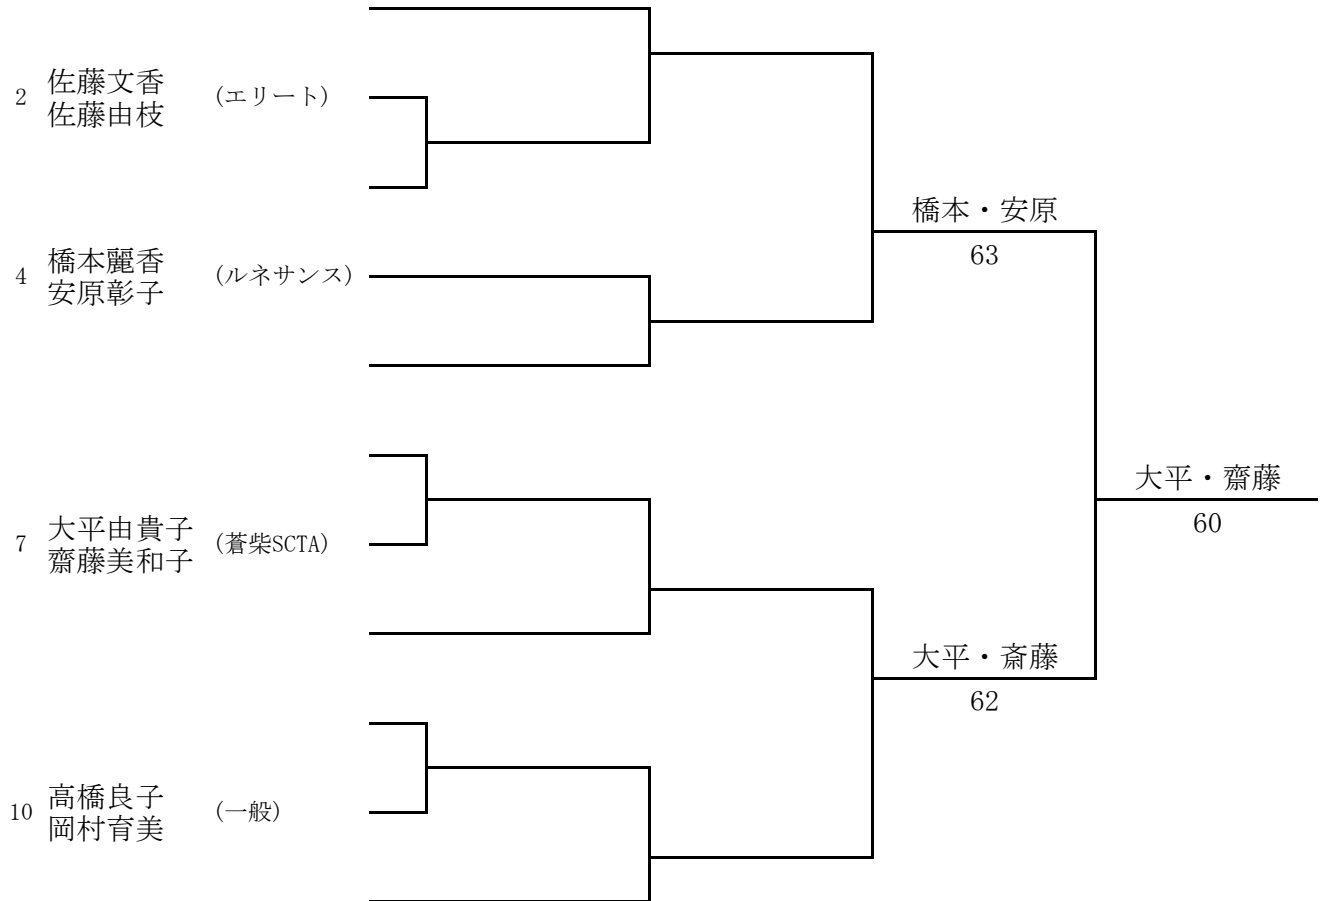 2 佐藤文香 (エリート)
佐藤由枝
橋本・安原
63
4 橋本麗香 (ルネサンス)
安原彰子
大平・齋藤
60
7 大平由貴子 (蒼柴SCTA)
齋藤美和子
大平・斎藤
62
10 高橋良子 (一般)
岡村育美